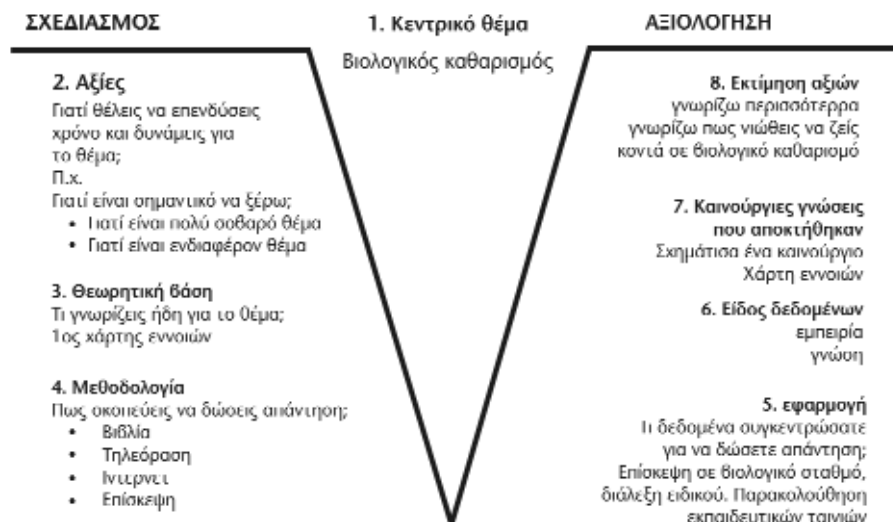 ΣΧΕΔΙΑΣΜΟΣ
1. Κεντρικό θέμα
Βιολογικός καθαρισμός
ΑΞΙΟΛΟΓΗΣΗ
2. Αξίες
Γιατί θέλεις να επενδύσεις
χρόνο και δυνάμεις για
το θέμα;
Π.χ.
Γιατί είναι σημαντικό να ξέρω;
• Γιατί είναι πολύ σοβαρό θέμα
• Γιατί είναι ενδιαφέρον θέμα
3. Θεωρητική βάση
Τι γνωρίζεις ήδη για το θέμα;
1ος χάρτης εννοιών
4. Μεθοδολογία
Πως σκοπεύεις να δώσεις απάντηση;
• Βιβλία
• Τηλεόραση
• Ιντερνετ
• Επίσκεψη
8. Εκτίμηση αξιών
γνωρίζω περισσότερρα
γνωρίζω πως νιώθεις να ζείς
κοντά σε βιολογικό καθαρισμό
7. Καινούργιες γνώσεις
που αποκτήθηκαν
Σχημάτισα ένα καινούργιο
Χάρτη εννοιών
6. Είδος δεδομένων
εμπειρία
γνώση
5. εφαρμογή
Τι δεδομένα συγκεντρώσατε
για να δώσετε απάντηση;
Επίσκεψη σε βιολογικό σταθμό,
διάλεξη ειδικού. Παρακολούθηση
εκπαιδευτικών ταινιών